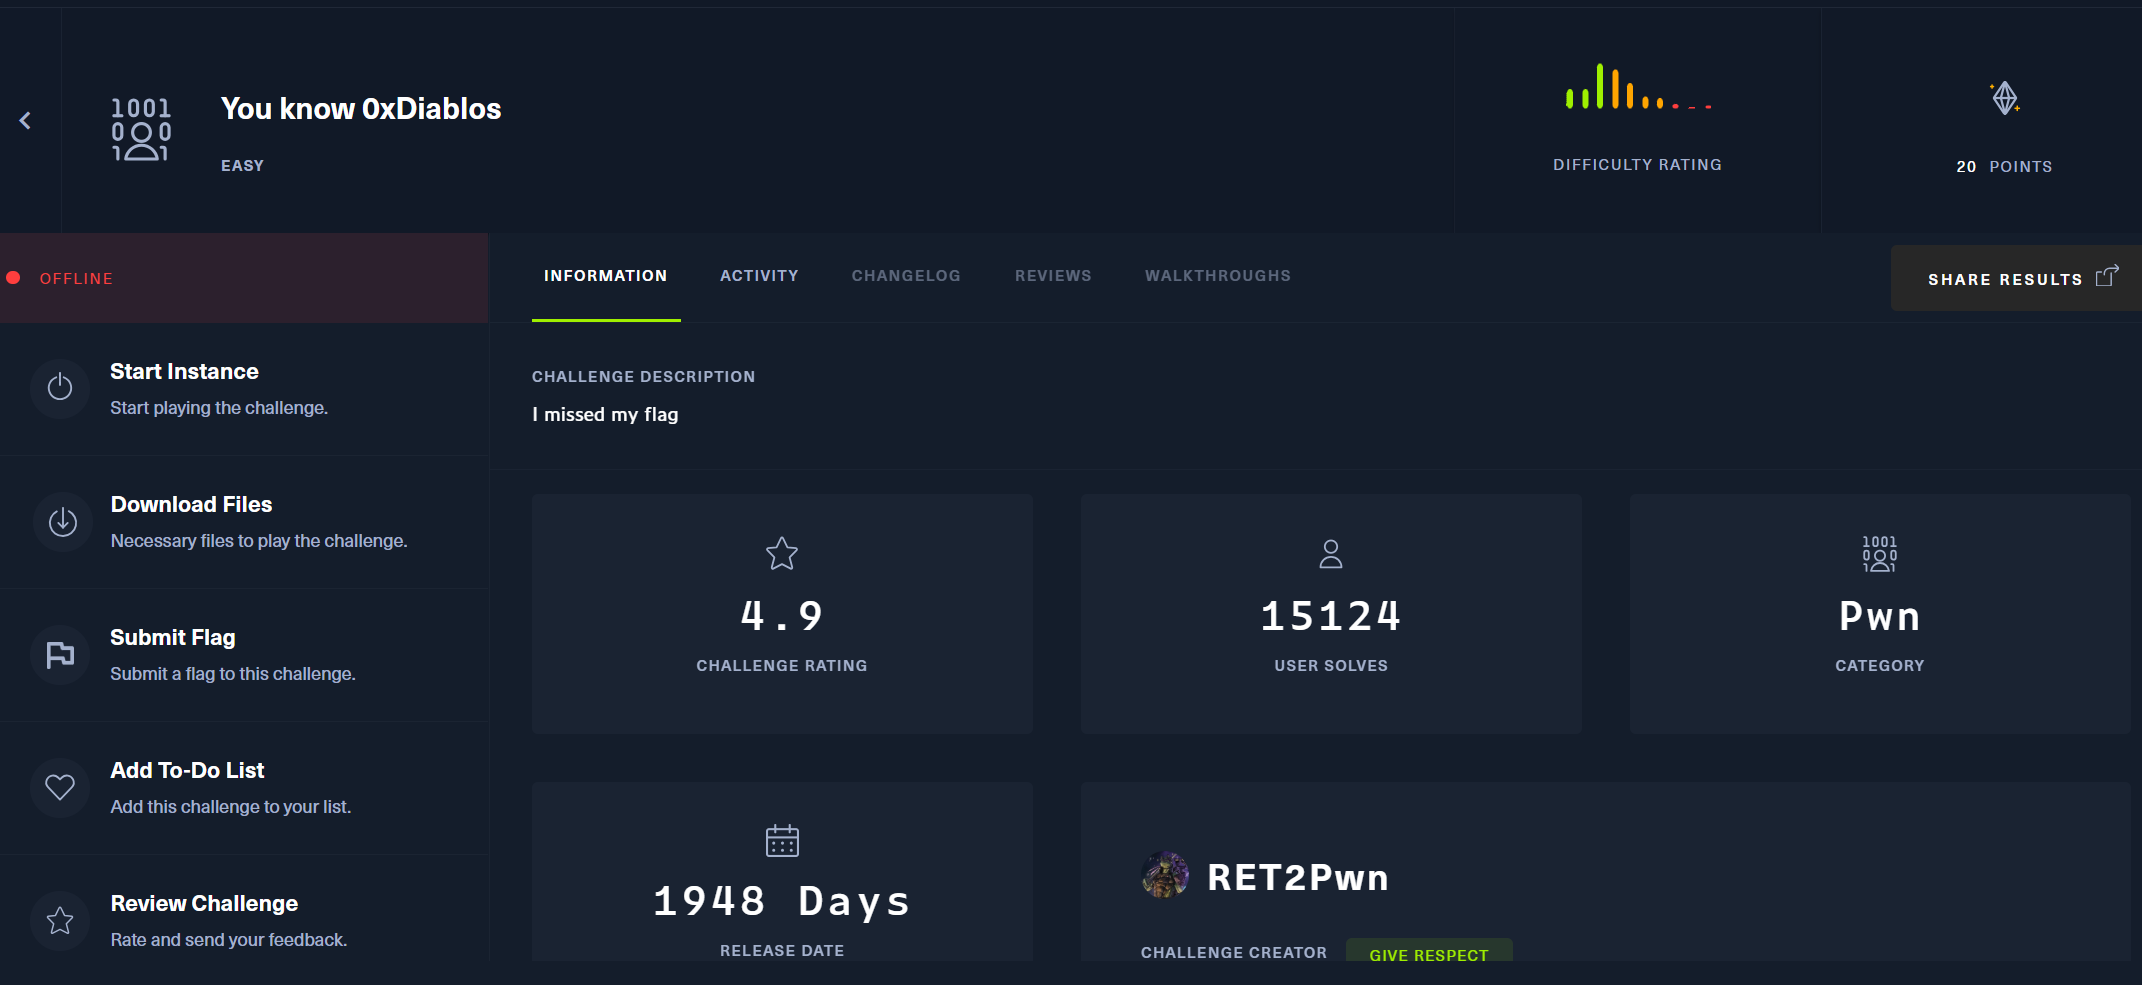 You know 0xDiablos
EASY
DIFFICULTY RATING
20 POINTS
OFFLINE
INFORMATION ACTIVITY CHANGELOG REVIEWS WALKTHROUGHS
SHARE RESULTS
Start Instance
Start playing the challenge.
Download Files
Necessary files to play the challenge.
Submit Flag
Submit a flag to this challenge.
Add To-Do List
Add this challenge to your list.
Review Challenge
Rate and send your feedback.
CHALLENGE DESCRIPTION
I missed my flag
4.9
CHALLENGE RATING
15124
USER SOLVES
1001
0 0
1 1
Pwn
CATEGORY
1948 Days
RELEASE DATE
RET2Pwn
CHALLENGE CREATOR GIVE RESPECT